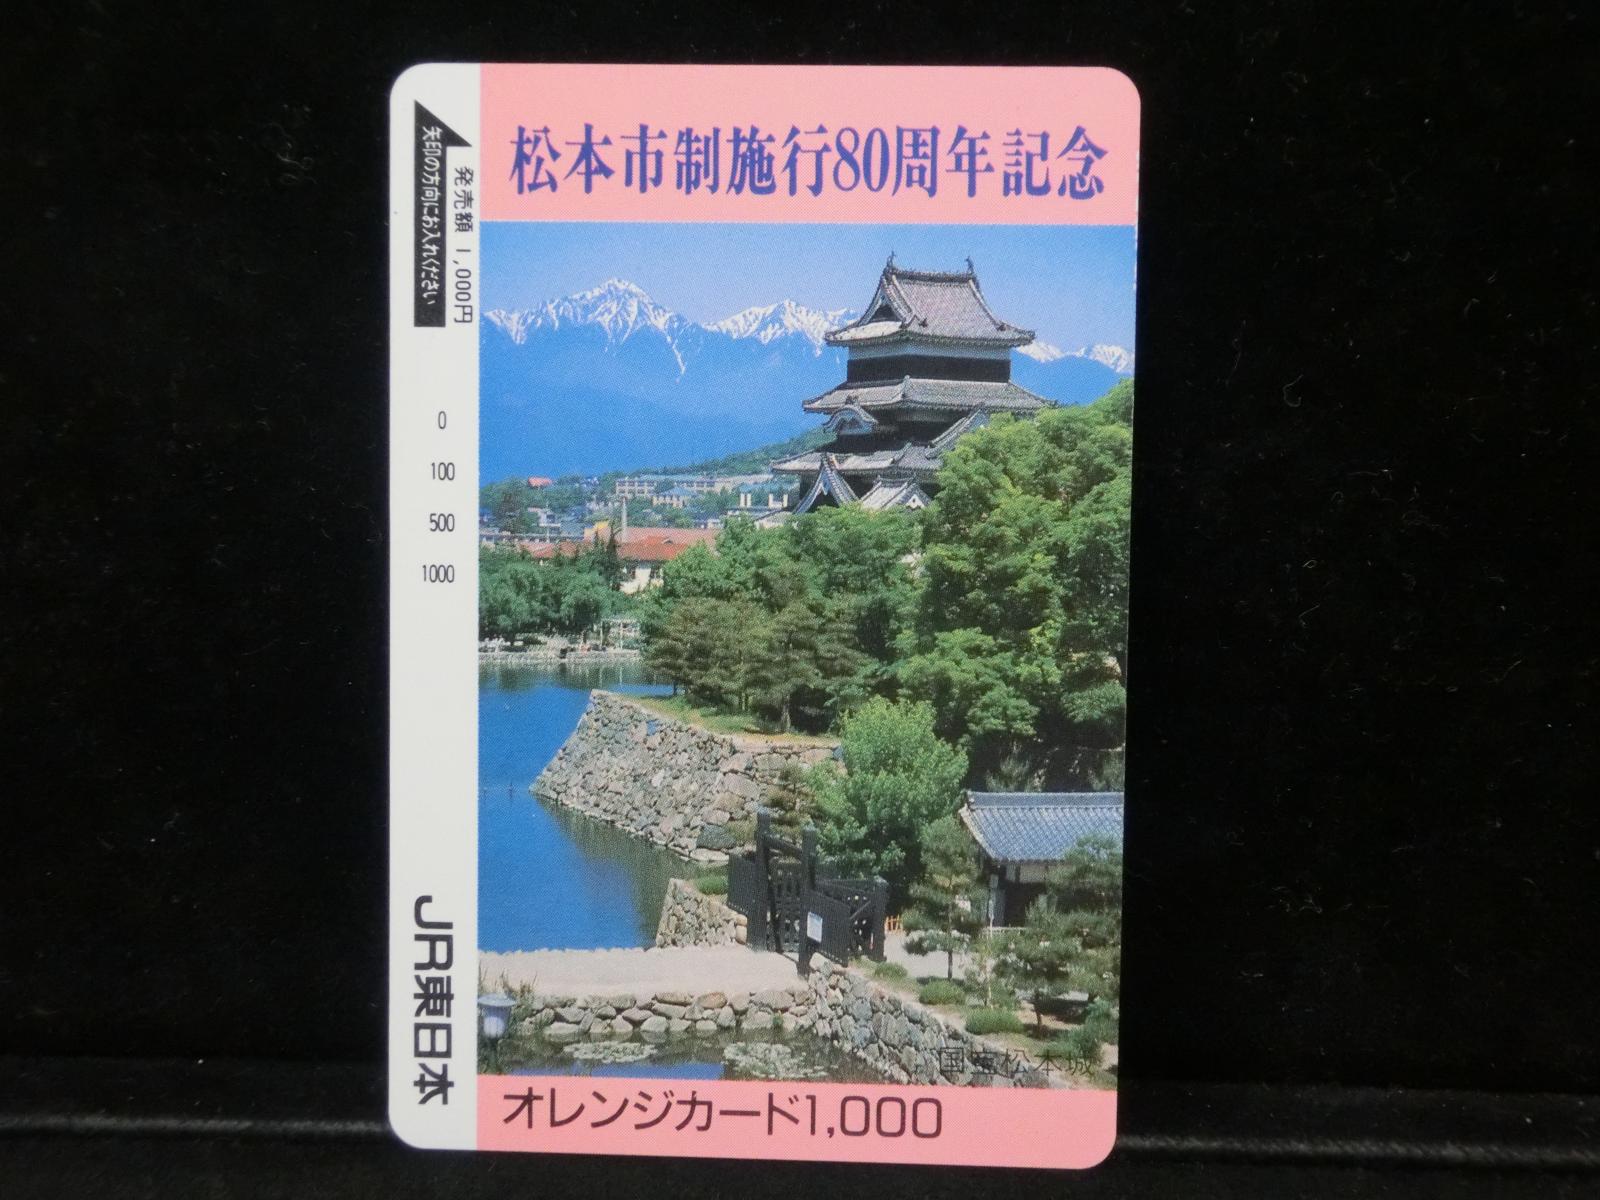 松本市制施行80周年記念
矢印の方向にお入れください
発売額 1,000円
0
100
500
1000
JR東日本
国宝松本城
オレンジカード1,000